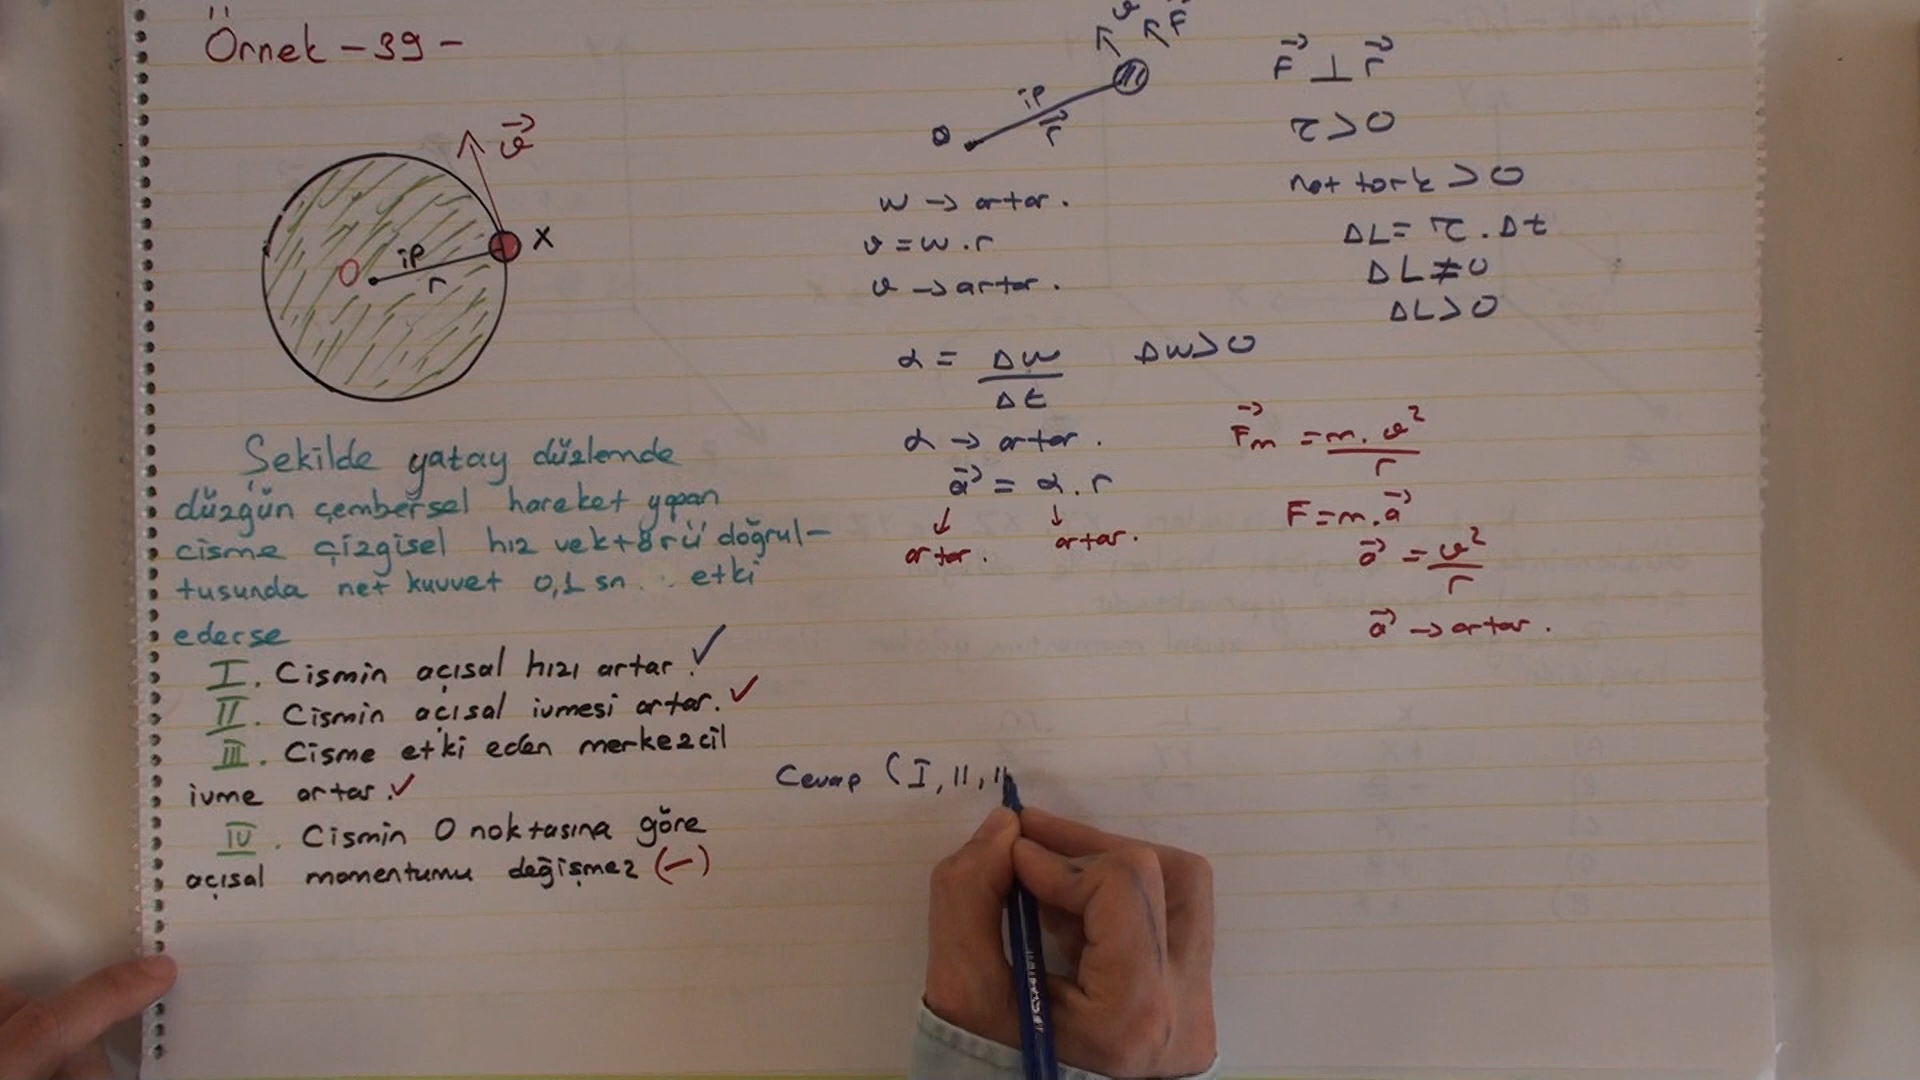 Örnek - 39 -
v
O
ip
r
X
Şekilde yatay düzlemde
düzgün çembersel hareket yapan
cisme çizgisel hız vektörü doğrul-
tusunda net kuvvet 0,1 sn. etki
ederse
I. Cismin açısal hızı artar. ✓
II. Cismin açısal ivmesi artar. ✓
III. Cisme etki eden merkezcil
ivme artar. ✓
IV. Cismin O noktasına göre
açısal momentumu değişmez (-)
v F
m
ip
r
O
w → artar.
v = w.r
v → artar.
α = Δw/Δt Δw>0
α → artar.
a = α.r
↓ ↓
artar. artar.
F ⊥ r
τ > 0
net tork > 0
ΔL = τ.Δt
ΔL ≠ 0
ΔL > 0
Fm = m.v²/r
F = m.a
a = v²/r
a → artar.
Cevap (I, II, II